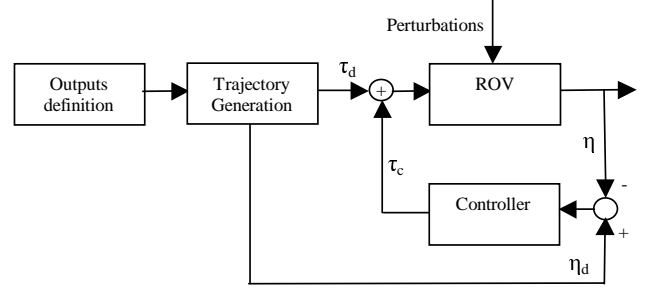 Perturbations
Outputs
definition
Trajectory
Generation
τd
+
ROV
η
τc
Controller
-
+
ηd